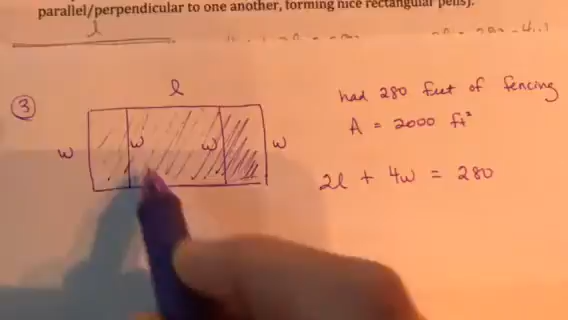 parallel/perpendicular to one another, forming nice rectangular pens).
l
3
l
w w w w
had 280 feet of fencing
A = 2000 ft²
2l + 4w = 280